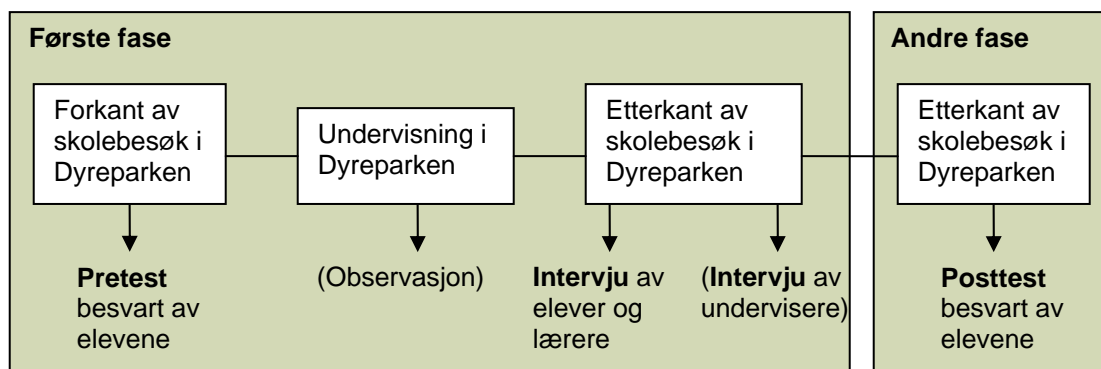 Første fase
Forkant av
skolebesøk i
Dyreparken
Undervisning i
Dyreparken
Etterkant av
skolebesøk i
Dyreparken
Pretest
besvart av
elevene
(Observasjon)
Intervju av
elever og
lærere
(Intervju av
undervisere)
Andre fase
Etterkant av
skolebesøk i
Dyreparken
Posttest
besvart av
elevene